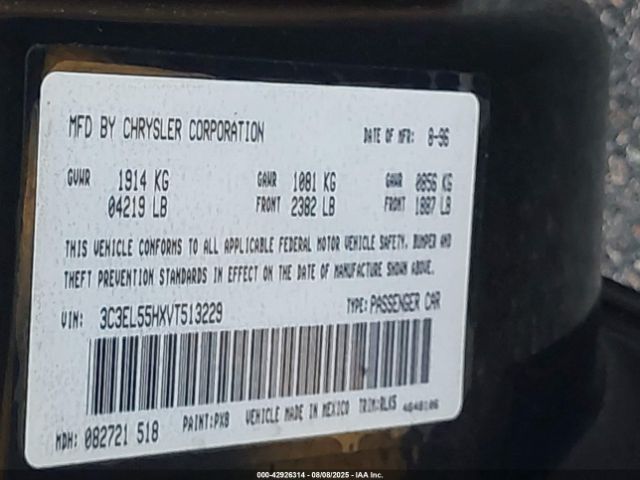 MFD BY CHRYSLER CORPORATION DATE OF MFR: 8-96
GVWR 1914 KG GAWR 1081 KG GAWR 0856 KG
04219 LB FRONT 2382 LB FRONT 1887 LB
THIS VEHICLE CONFORMS TO ALL APPLICABLE FEDERAL MOTOR VEHICLE SAFETY, BUMPER AND
THEFT PREVENTION STANDARDS IN EFFECT ON THE DATE OF MANUFACTURE SHOWN ABOVE.
VIN: 3C3EL55HXVT513229 TYPE: PASSENGER CAR
MDH: 082721 518 PAINT:PX8 VEHICLE MADE IN MEXICO TRIM:RLK5 4648106
000-42926314 - 08/08/2025 - IAA Inc.